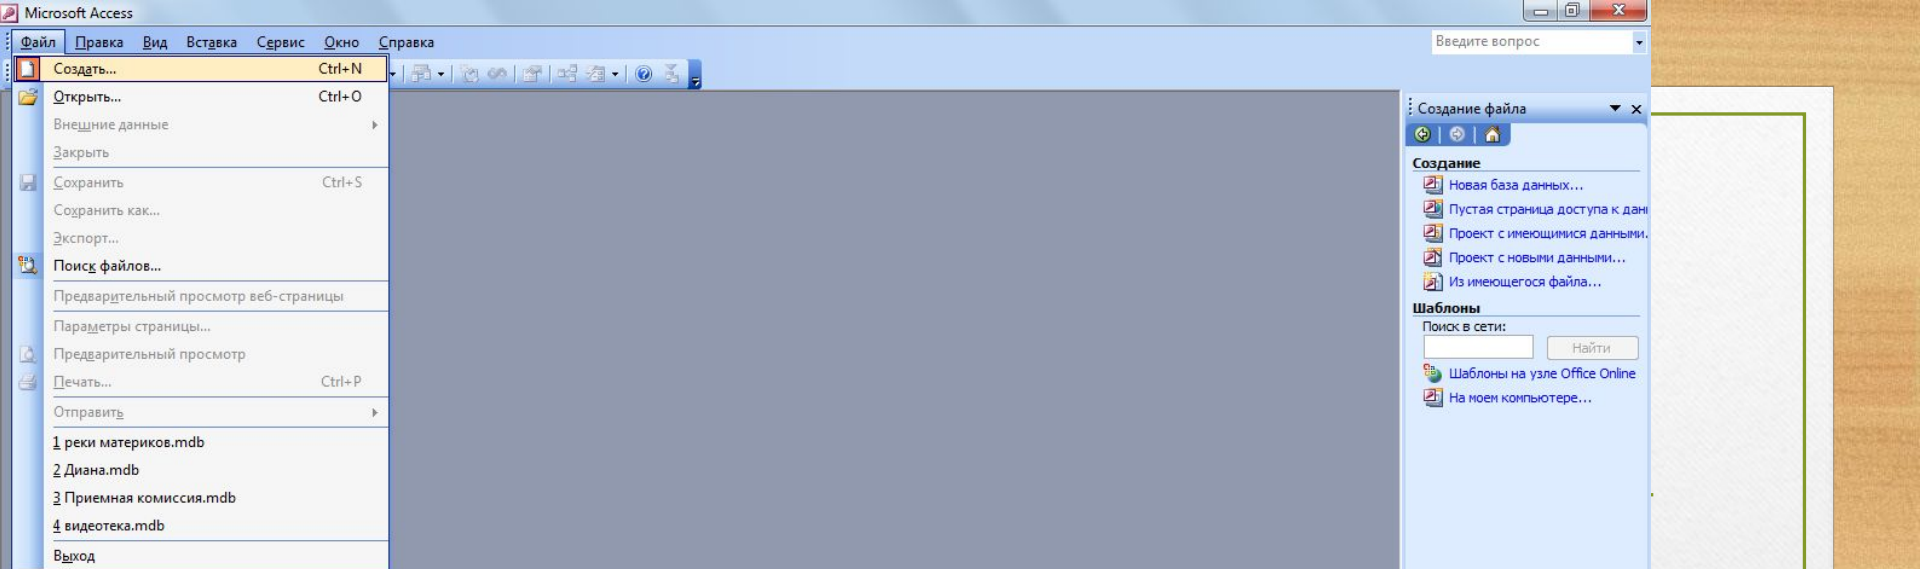 Microsoft Access
Файл Правка Вид Вставка Сервис Окно Справка
Введите вопрос
Создать... Ctrl+N
Открыть... Ctrl+O
Внешние данные
Закрыть
Сохранить Ctrl+S
Сохранить как...
Экспорт...
Поиск файлов...
Предварительный просмотр веб-страницы
Параметры страницы...
Предварительный просмотр
Печать... Ctrl+P
Отправить
1 реки материков.mdb
2 Диана.mdb
3 Приемная комиссия.mdb
4 видеотека.mdb
Выход
Создание файла
Создание
Новая база данных...
Пустая страница доступа к дан
Проект с имеющимися данными.
Проект с новыми данными...
Из имеющегося файла...
Шаблоны
Поиск в сети:
Найти
Шаблоны на узле Office Online
На моем компьютере...